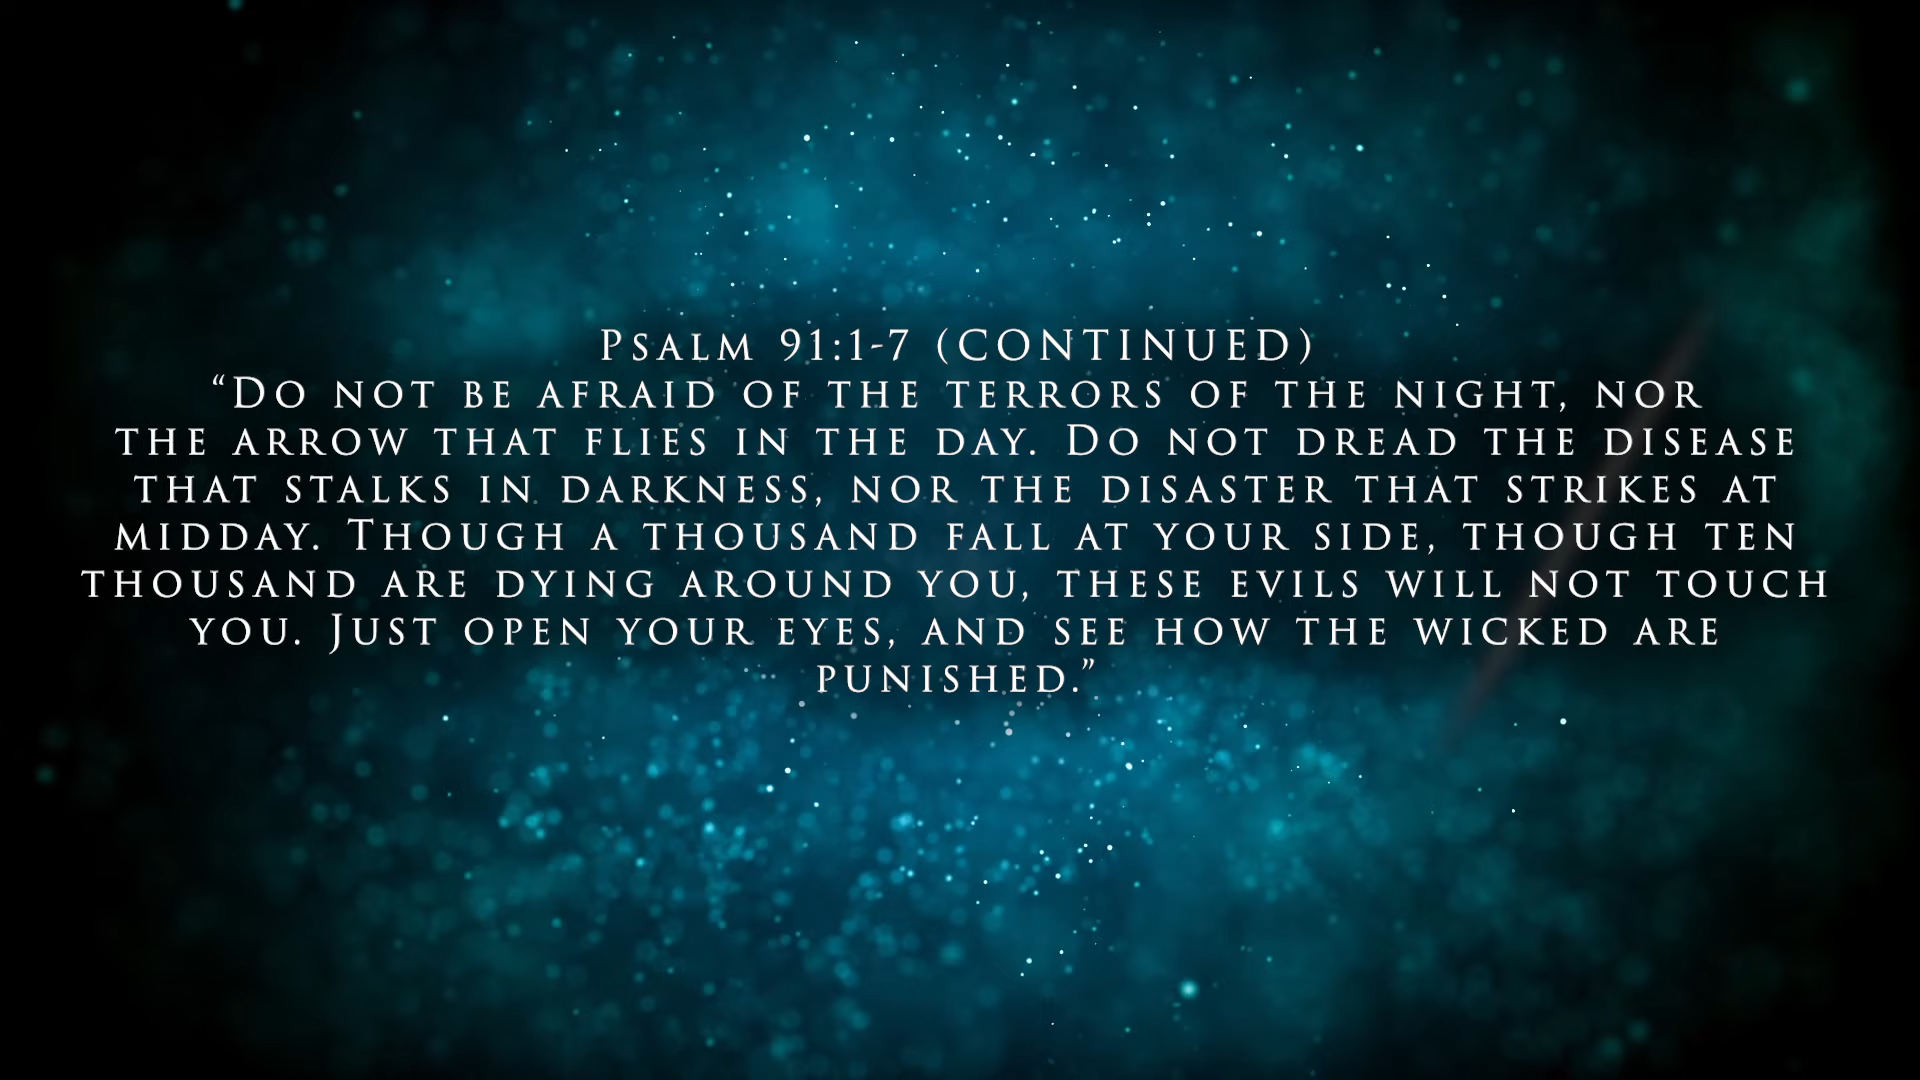 Psalm 91:1-7 (CONTINUED)
“Do not be afraid of the terrors of the night, nor
the arrow that flies in the day. Do not dread the disease
that stalks in darkness, nor the disaster that strikes at
midday. Though a thousand fall at your side, though ten
thousand are dying around you, these evils will not touch
you. Just open your eyes, and see how the wicked are
punished.”